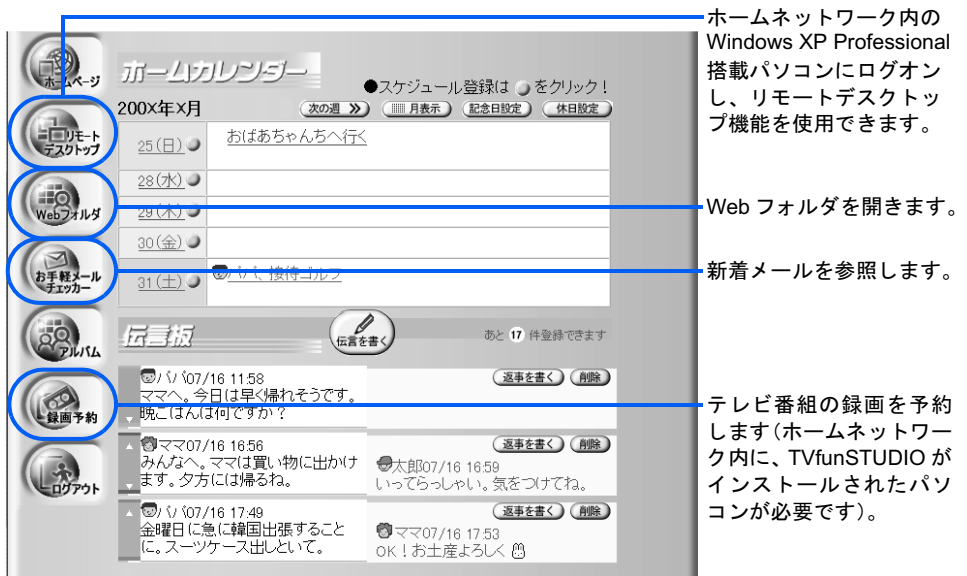 ホームページ
リモート
デスクトップ
Webフォルダ
お手軽メール
チェッカー
アルバム
録画予約
ログアウト
ホームカレンダー
●スケジュール登録は をクリック!
200X年X月
次の週
月表示
記念日設定
休日設定
25(日)
おばあちゃんちへ行く
28(水)
29(木)
30(金)
31(土)
パパ、接待ゴルフ
伝言板
伝言を書く
あと 17 件登録できます
パパ07/16 11:58
ママへ。今日は早く帰れそうです。
晩ごはんは何ですか?
返事を書く
削除
ママ07/16 16:56
みんなへ。ママは買い物に出かけ
ます。夕方には帰るね。
返事を書く
削除
太郎07/16 16:59
いってらっしゃい。気をつけてね。
パパ07/16 17:49
金曜日に急に韓国出張すること
に。スーツケース出しといて。
返事を書く
削除
ママ07/16 17:53
OK!お土産よろしく
ホームネットワーク内の
Windows XP Professional
搭載パソコンにログオン
し、リモートデスクトッ
プ機能を使用できます。
Web フォルダを開きます。
新着メールを参照します。
テレビ番組の録画を予約
します(ホームネットワー
ク内に、TVfunSTUDIO が
インストールされたパソ
コンが必要です)。